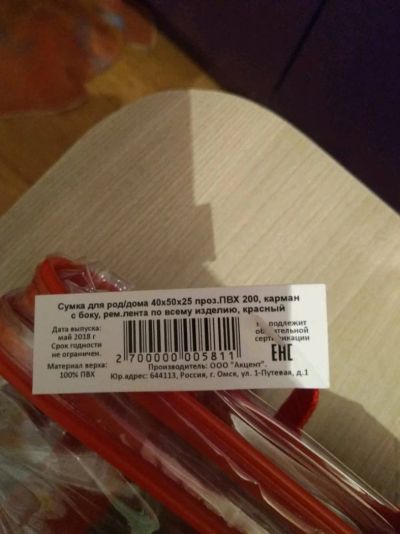 Сумка для род/дома 40х50х25 проз.ПВХ 200, карман
с боку, рем.лента по всему изделию, красный
Дата выпуска:
май 2018 г
Срок годности
не ограничен.
Материал верха:
100% ПВХ
2 700000 005811
подлежит
сертификации
ЕАС
Производитель: ООО "Акцент".
Юр.адрес: 644113, Россия, г. Омск, ул. 1-Путевая, д.1